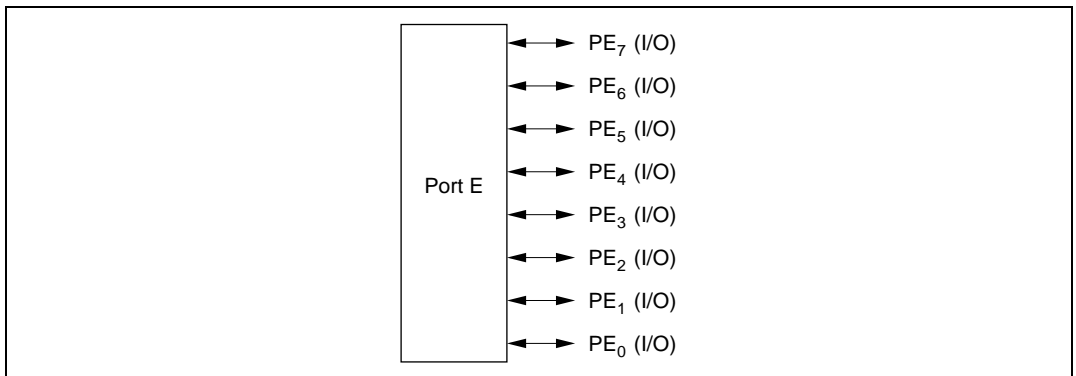 PE₇ (I/O)
PE₆ (I/O)
PE₅ (I/O)
PE₄ (I/O)
Port E
PE₃ (I/O)
PE₂ (I/O)
PE₁ (I/O)
PE₀ (I/O)